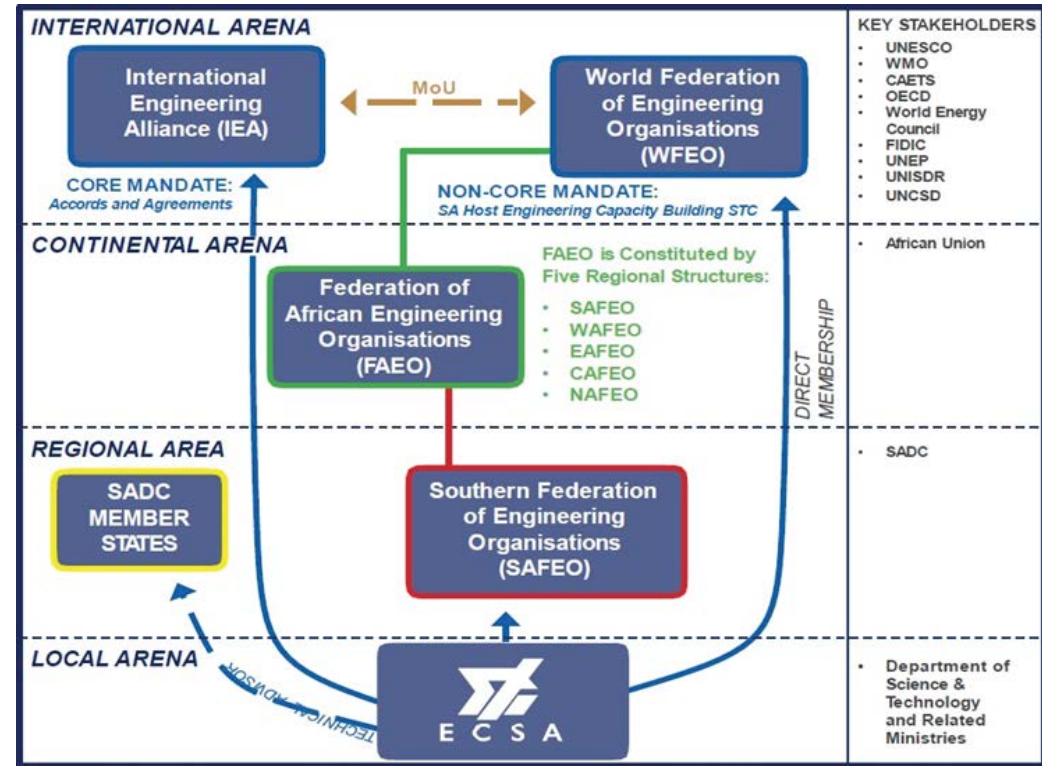 INTERNATIONAL ARENA
International
Engineering
Alliance (IEA)
MoU
World Federation
of Engineering
Organisations
(WFEO)
CORE MANDATE:
Accords and Agreements
NON-CORE MANDATE:
SA Host Engineering Capacity Building STC
KEY STAKEHOLDERS
• UNESCO
• WMO
• CAETS
• OECD
• World Energy
Council
• FIDIC
• UNEP
• UNISDR
• UNCSD
CONTINENTAL ARENA
Federation of
African Engineering
Organisations
(FAEO)
FAEO is Constituted by
Five Regional Structures:
• SAFEO
• WAFEO
• EAFEO
• CAFEO
• NAFEO
DIRECT
MEMBERSHIP
• African Union
REGIONAL AREA
SADC
MEMBER
STATES
Southern Federation
of Engineering
Organisations
(SAFEO)
• SADC
LOCAL ARENA
TECHNICAL ADVISOR
ECSA
• Department of
Science &
Technology
and Related
Ministries